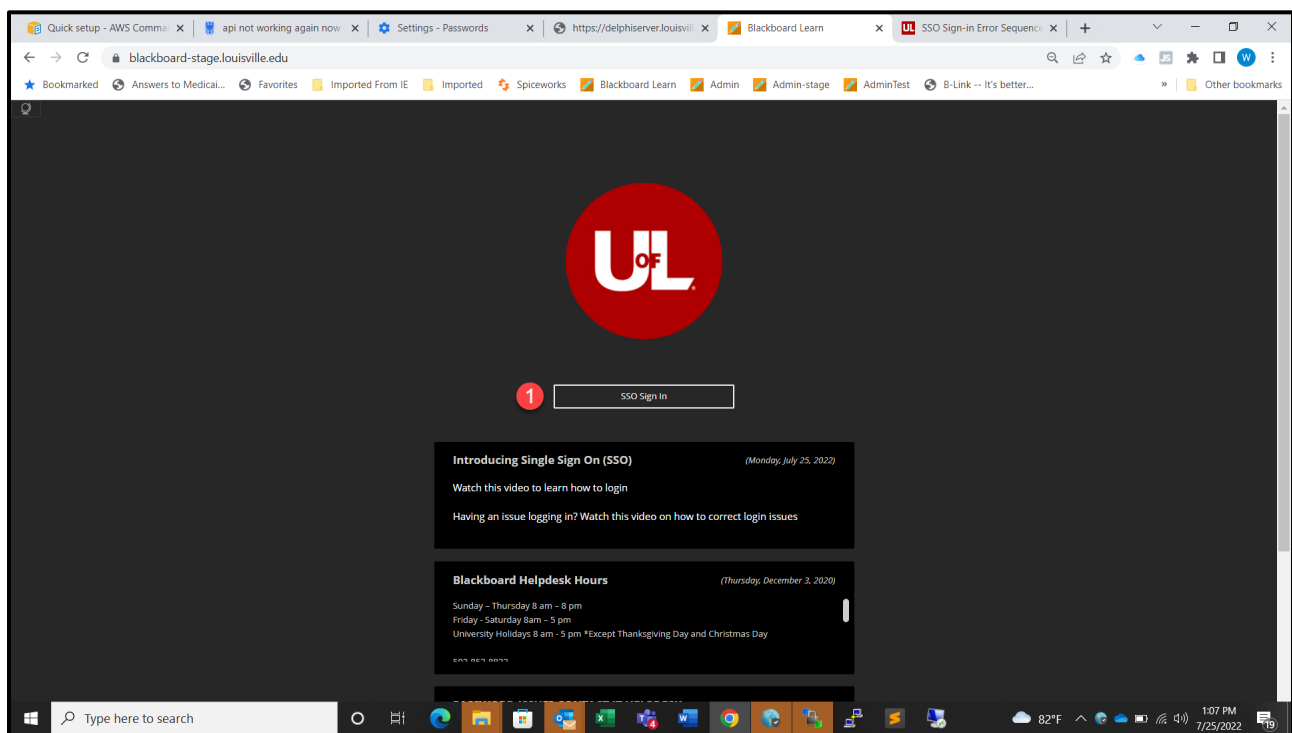 Quick setup - AWS Comma
api not working again now
Settings - Passwords
https://delphiserver.louisvill
Blackboard Learn
UL SSO Sign-in Error Sequence
blackboard-stage.louisville.edu
JS
W
Bookmarked
Answers to Medicai...
Favorites
Imported From IE
Imported
Spiceworks
Blackboard Learn
Admin
Admin-stage
AdminTest
B-Link -- It's better...
»
Other bookmarks
U OF L
1
SSO Sign In
Introducing Single Sign On (SSO) (Monday, July 25, 2022)
Watch this video to learn how to login
Having an issue logging in? Watch this video on how to correct login issues
Blackboard Helpdesk Hours (Thursday, December 3, 2020)
Sunday – Thursday 8 am – 8 pm
Friday - Saturday 8am – 5 pm
University Holidays 8 am - 5 pm *Except Thanksgiving Day and Christmas Day
Type here to search
4
82°F
1:07 PM
7/25/2022
19